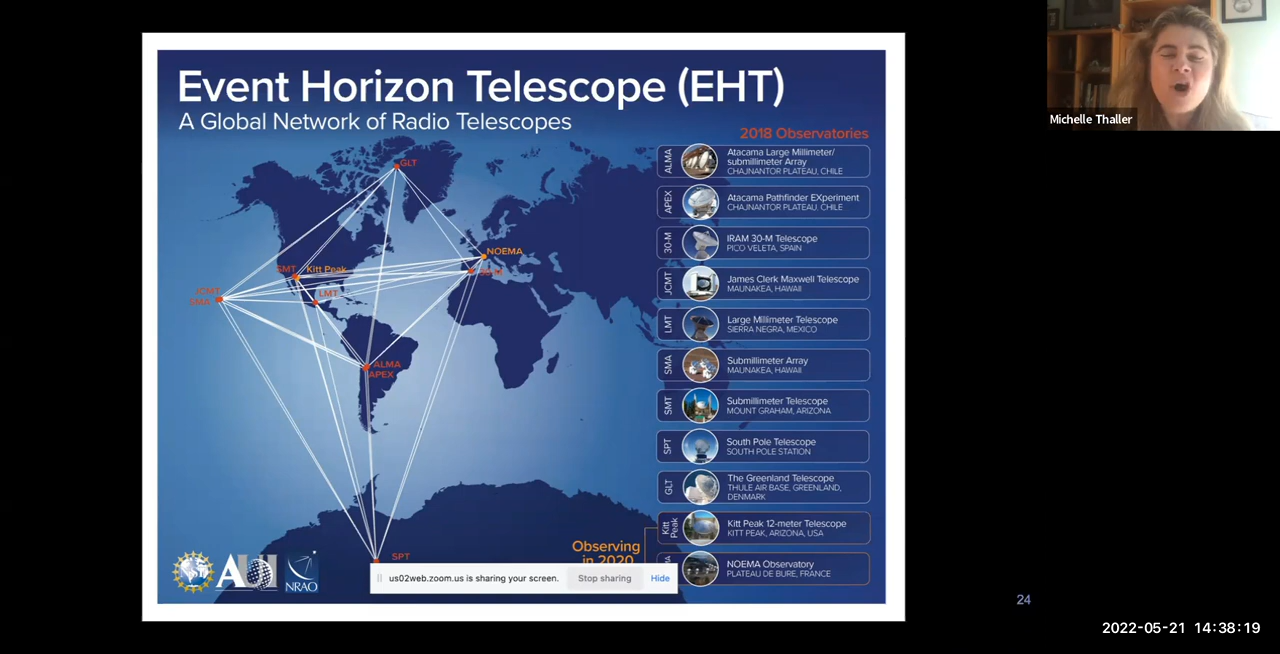 Event Horizon Telescope (EHT)
A Global Network of Radio Telescopes
Michelle Thaller
2018 Observatories
GLT
NOEMA
SMT
Kitt Peak
JCMT
SMA
LMT
ALMA
APEX
SPT
ALMA
Atacama Large Millimeter/
submillimeter Array
CHAJNANTOR PLATEAU, CHILE
APEX
Atacama Pathfinder EXperiment
CHAJNANTOR PLATEAU, CHILE
30-M
IRAM 30-M Telescope
PICO VELETA, SPAIN
JCMT
James Clerk Maxwell Telescope
MAUNAKEA, HAWAII
LMT
Large Millimeter Telescope
SIERRA NEGRA, MEXICO
SMA
Submillimeter Array
MAUNAKEA, HAWAII
SMT
Submillimeter Telescope
MOUNT GRAHAM, ARIZONA
SPT
South Pole Telescope
SOUTH POLE STATION
GLT
The Greenland Telescope
THULE AIR BASE, GREENLAND,
DENMARK
Kitt
Peak
Kitt Peak 12-meter Telescope
KITT PEAK, ARIZONA, USA
NOEMA Observatory
PLATEAU DE BURE, FRANCE
Observing
in 2020
AUI
NRAO
us02web.zoom.us is sharing your screen.
Stop sharing
Hide
24
2022-05-21 14:38:19